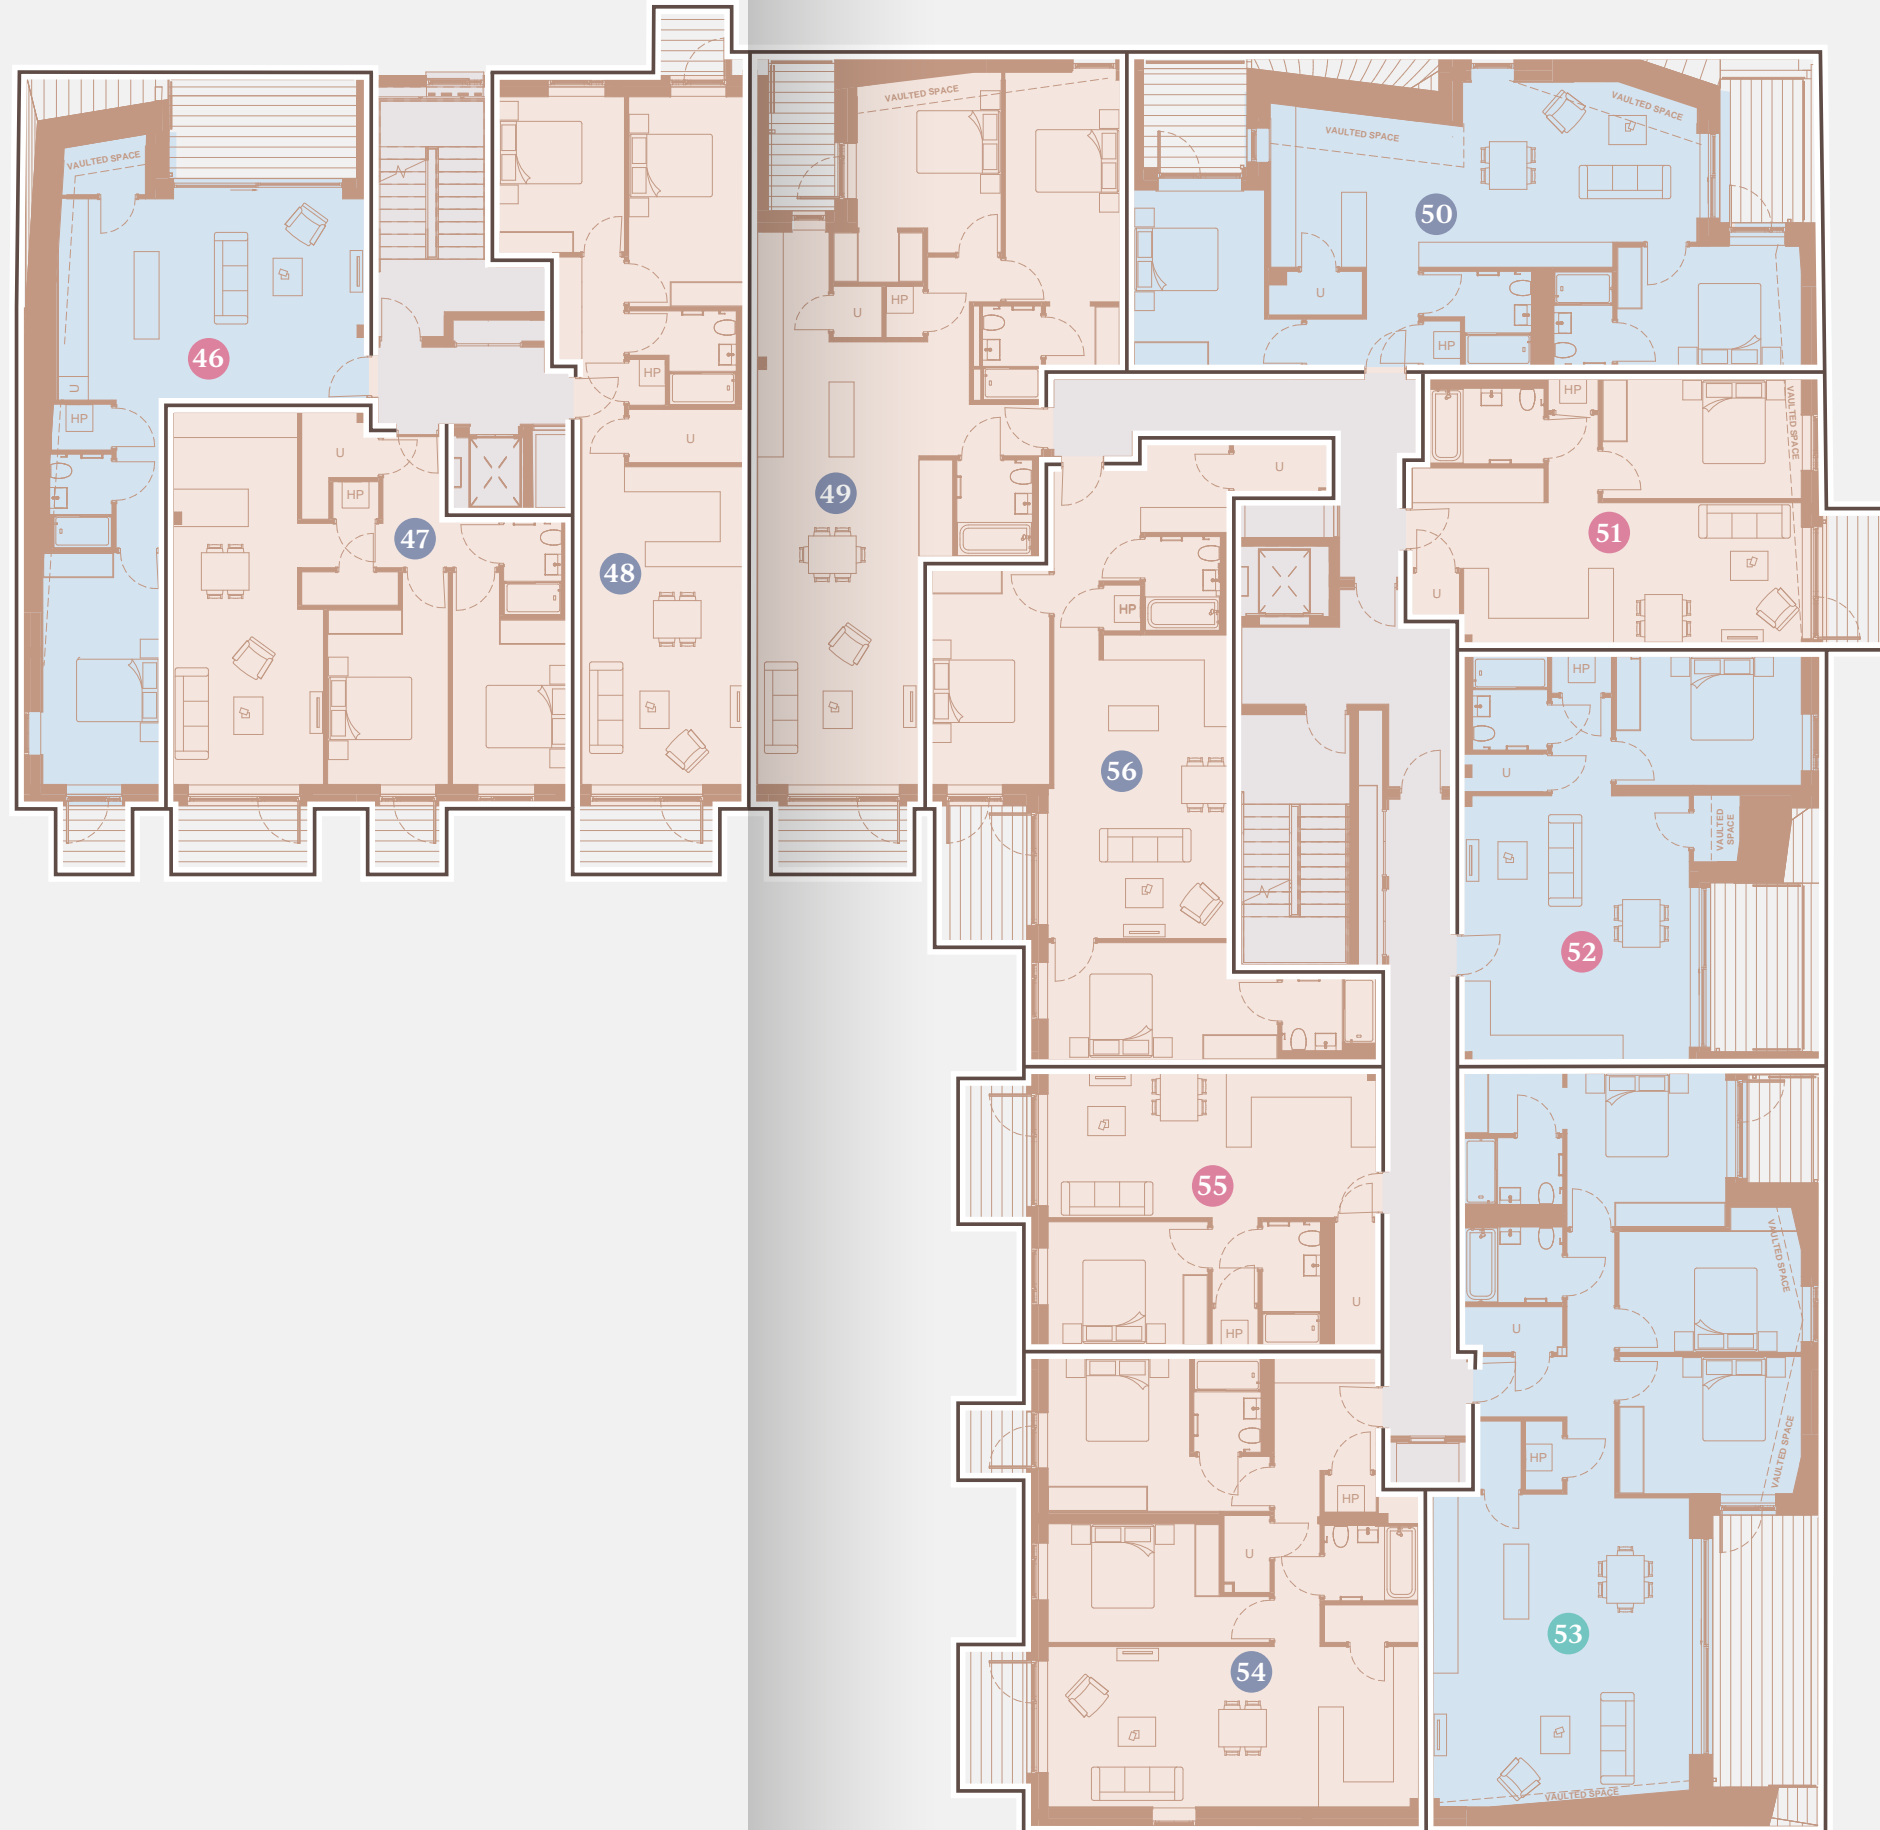 VAULTED SPACE
VAULTED SPACE
VAULTED SPACE
VAULTED SPACE
50
U
HP
U
HP
46
U
HP
HP
U
HP
VAULTED SPACE
U
U
U
HP
49
51
47
48
U
HP
HP
U
56
VAULTED
SPACE
52
55
VAULTED SPACE
U
U
HP
VAULTED SPACE
HP
HP
U
53
54
VAULTED SPACE